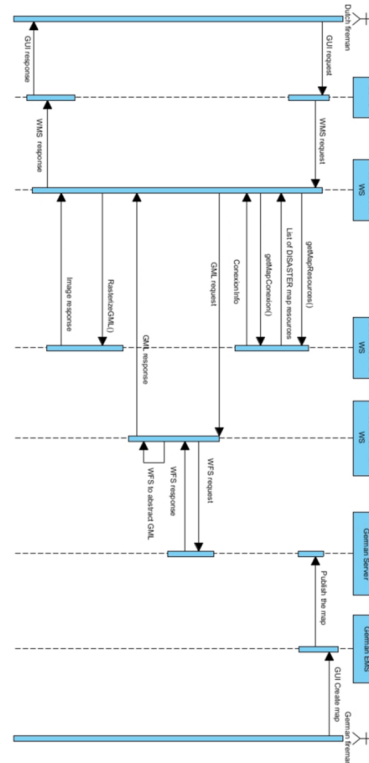 Dutch fireman
WS
WS
WS
German Server
German EMS
German fireman
GUI request
GUI response
WMS request
WMS response
getMapResources()
List of DISASTER map resources
getMapConexion()
ConexionInfo
GML request
GML response
RasterizeGML()
Image response
WFS request
WFS response
WFS to abstract GML
Publish the map
GUI Create map